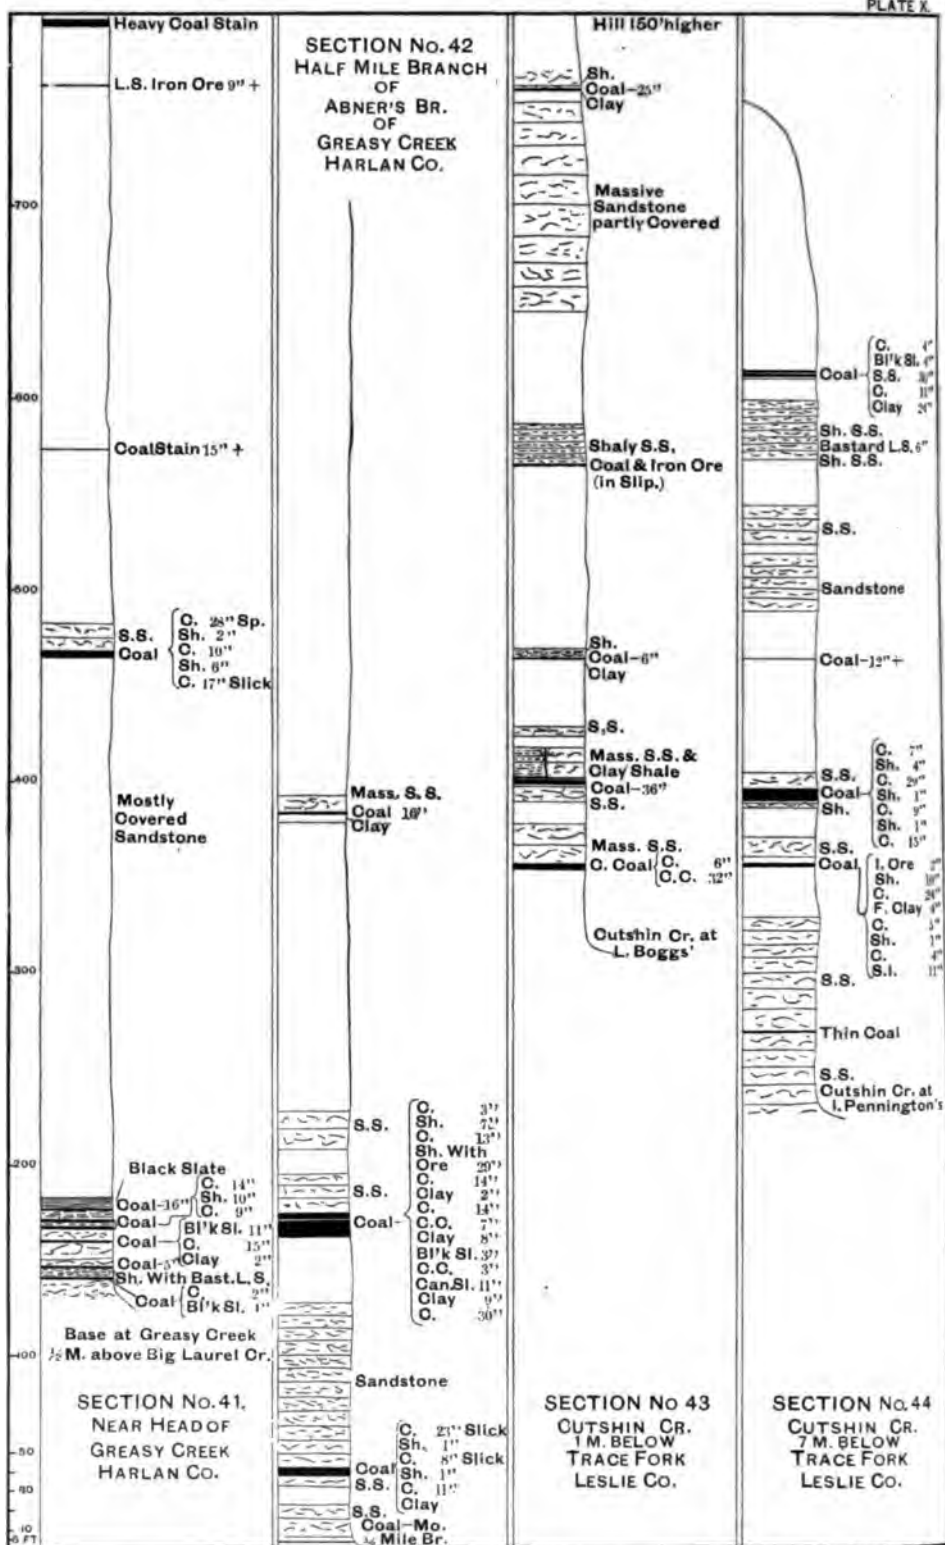 PLATE X.
Heavy Coal Stain
L.S. Iron Ore 9" +
700
600
Coal Stain 15" +
500
S.S.
Coal
C. 28" Sp.
Sh. 2"
C. 10"
Sh. 6"
C. 17" Slick
400
Mostly
Covered
Sandstone
300
200
Black Slate
Coal-16"
C. 14"
Sh. 10"
C. 9"
Coal
Bl'k Sl. 11"
Coal
C. 15"
Clay 2"
Coal-3"
Sh. With Bast. L.S.
Coal
C. 2"
Bl'k Sl. 4"
Base at Greasy Creek
½ M. above Big Laurel Cr.
100
SECTION No. 41.
NEAR HEAD OF
GREASY CREEK
HARLAN CO.
50
SECTION No. 42
HALF MILE BRANCH
OF
ABNER'S BR.
OF
GREASY CREEK
HARLAN CO.
Mass. S.S.
Coal 16"
Clay
S.S.
S.S.
Coal
C. 3"
Sh. 7½"
C. 13"
Sh. With
Ore 29"
C. 14"
Clay 2"
C. 14"
C.C. 7"
Clay 8"
Bl'k Sl. 3"
C.C. 3"
Can. Sl. 11"
Clay 9"
C. 30"
Sandstone
C. 23" Slick
Sh. 1"
C. 8" Slick
Sh. 1"
C. 11"
Clay
Coal
S.S.
S.S.
Coal-Mo.
Mile Br.
Hill 150' higher
Sh.
Coal-25"
Clay
Massive
Sandstone
partly Covered
Shaly S.S.
Coal & Iron Ore
(in Slip.)
Sh.
Coal-6"
Clay
S.S.
Mass. S.S. &
Clay Shale
Coal-36"
S.S.
Mass. S.S.
C. Coal
C. 6"
C.C. 32"
Cutshin Cr. at
L. Boggs'
SECTION No 43
CUTSHIN CR.
1 M. BELOW
TRACE FORK
LESLIE CO.
Coal
C. 4"
Bl'k Sl. 4"
S.S. 30"
C. 11"
Clay 24"
Sh. S.S.
Bastard L.S. 6"
Sh. S.S.
S.S.
Sandstone
Coal-12" +
S.S.
Coal
Sh.
C. 7"
Sh. 4"
C. 29"
Sh. 1"
C. 9"
Sh. 1"
C. 15"
S.S.
Coal
I. Ore
Sh. 10"
C. 24"
F. Clay 4"
C. 5"
Sh. 1"
C. 4"
S.l. 11"
S.S.
Thin Coal
S.S.
Cutshin Cr. at
I. Pennington's
SECTION No. 44
CUTSHIN CR.
7 M. BELOW
TRACE FORK
LESLIE CO.